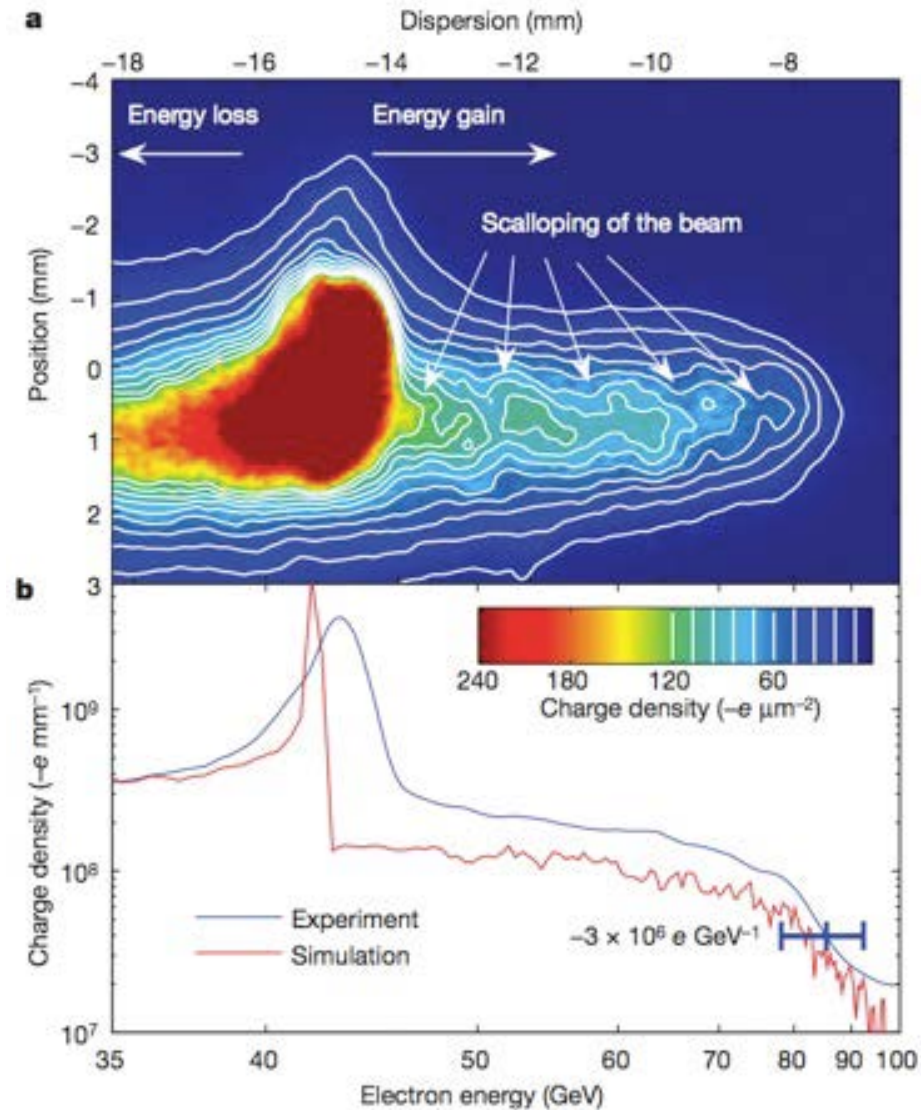 a
Dispersion (mm)
−18 −16 −14 −12 −10 −8
−4
Energy loss Energy gain
−3
Scalloping of the beam
−2
−1
Position (mm)
0
1
2
3
b
240 180 120 60
Charge density (−e μm⁻²)
10⁹
Charge density (−e mm⁻¹)
10⁸
Experiment
−3 × 10⁶ e GeV⁻¹
Simulation
10⁷
35 40 50 60 70 80 90 100
Electron energy (GeV)